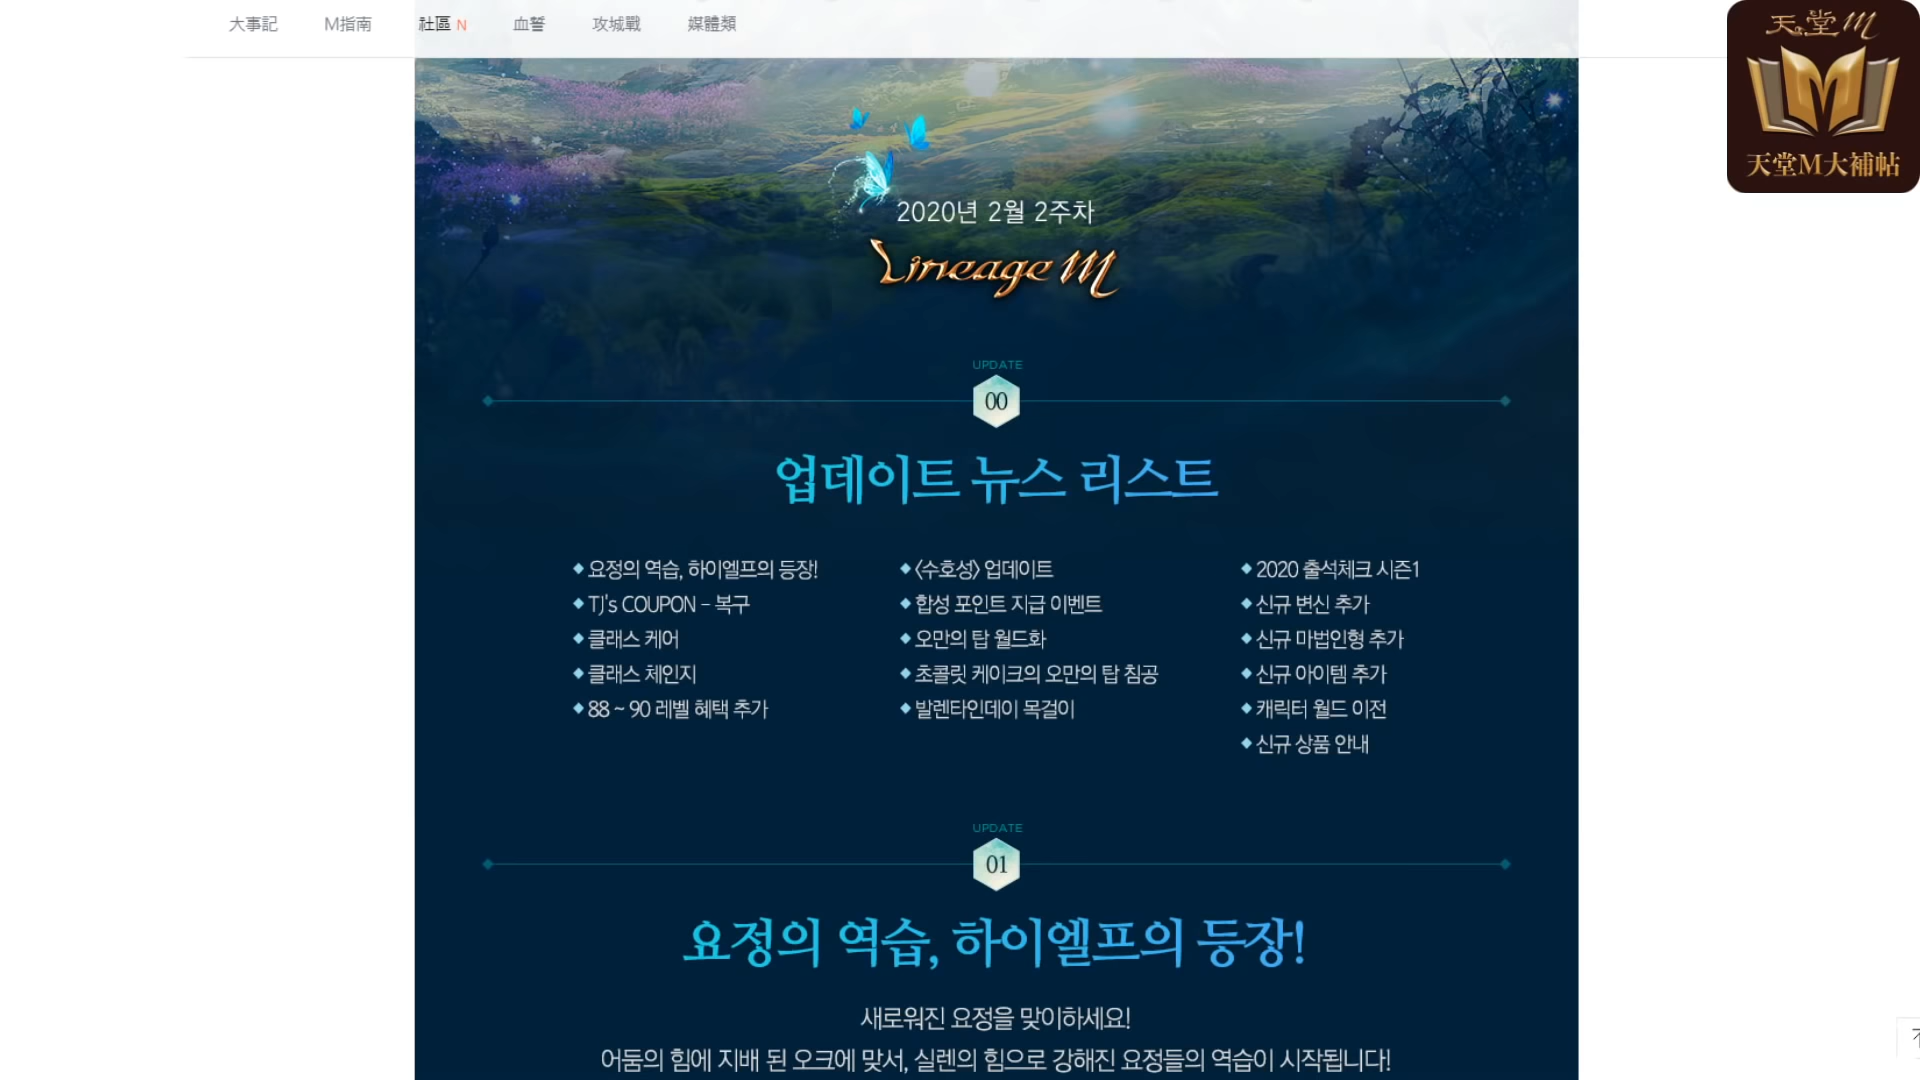 大事記 M指南 社區 N 血誓 攻城戰 媒體類
天堂M
天堂M大補帖
2020년 2월 2주차
Lineage M
UPDATE
00
업데이트 뉴스 리스트
요정의 역습, 하이엘프의 등장!
TJ's COUPON - 복구
클래스 케어
클래스 체인지
88 ~ 90 레벨 혜택 추가
〈수호성〉 업데이트
합성 포인트 지급 이벤트
오만의 탑 월드화
초콜릿 케이크의 오만의 탑 침공
발렌타인데이 목걸이
2020 출석체크 시즌1
신규 변신 추가
신규 마법인형 추가
신규 아이템 추가
캐릭터 월드 이전
신규 상품 안내
UPDATE
01
요정의 역습, 하이엘프의 등장!
새로워진 요정을 맞이하세요!
어둠의 힘에 지배 된 오크에 맞서, 실렌의 힘으로 강해진 요정들의 역습이 시작됩니다!